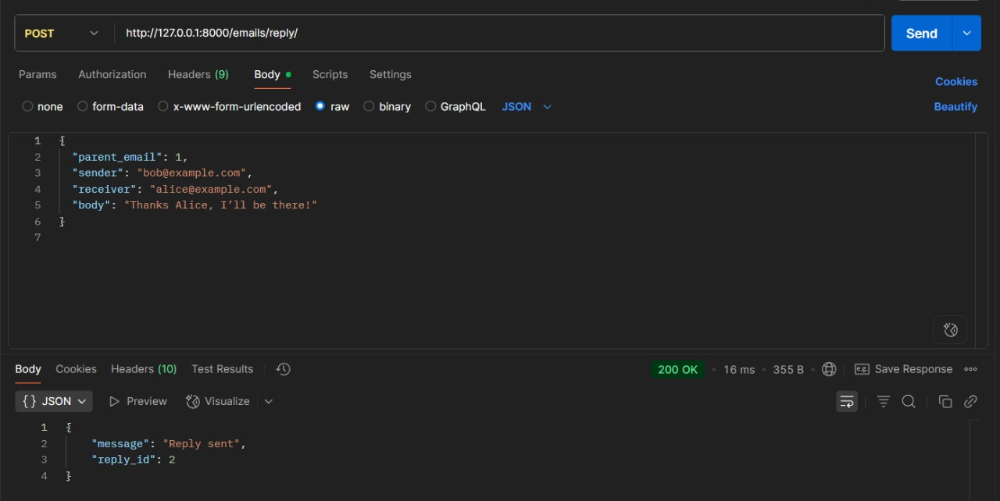 POST http://127.0.0.1:8000/emails/reply/ Send
Params Authorization Headers (9) Body Scripts Settings Cookies
none form-data x-www-form-urlencoded raw binary GraphQL JSON Beautify
1 {
2 "parent_email": 1,
3 "sender": "bob@example.com",
4 "receiver": "alice@example.com",
5 "body": "Thanks Alice, I’ll be there!"
6 }
7
Body Cookies Headers (10) Test Results 200 OK 16 ms 355 B e.g. Save Response
{} JSON Preview Visualize
1 {
2 "message": "Reply sent",
3 "reply_id": 2
4 }